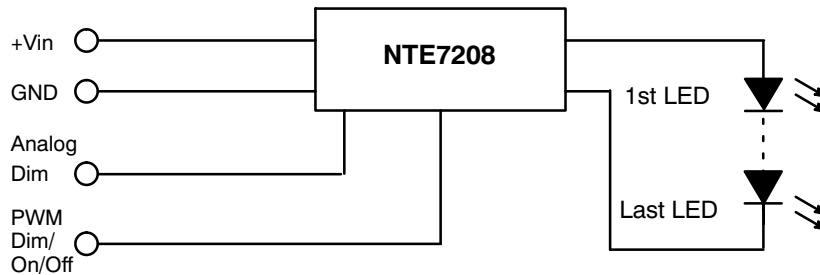 +Vin
GND
Analog
Dim
PWM
Dim/
On/Off
NTE7208
1st LED
Last LED